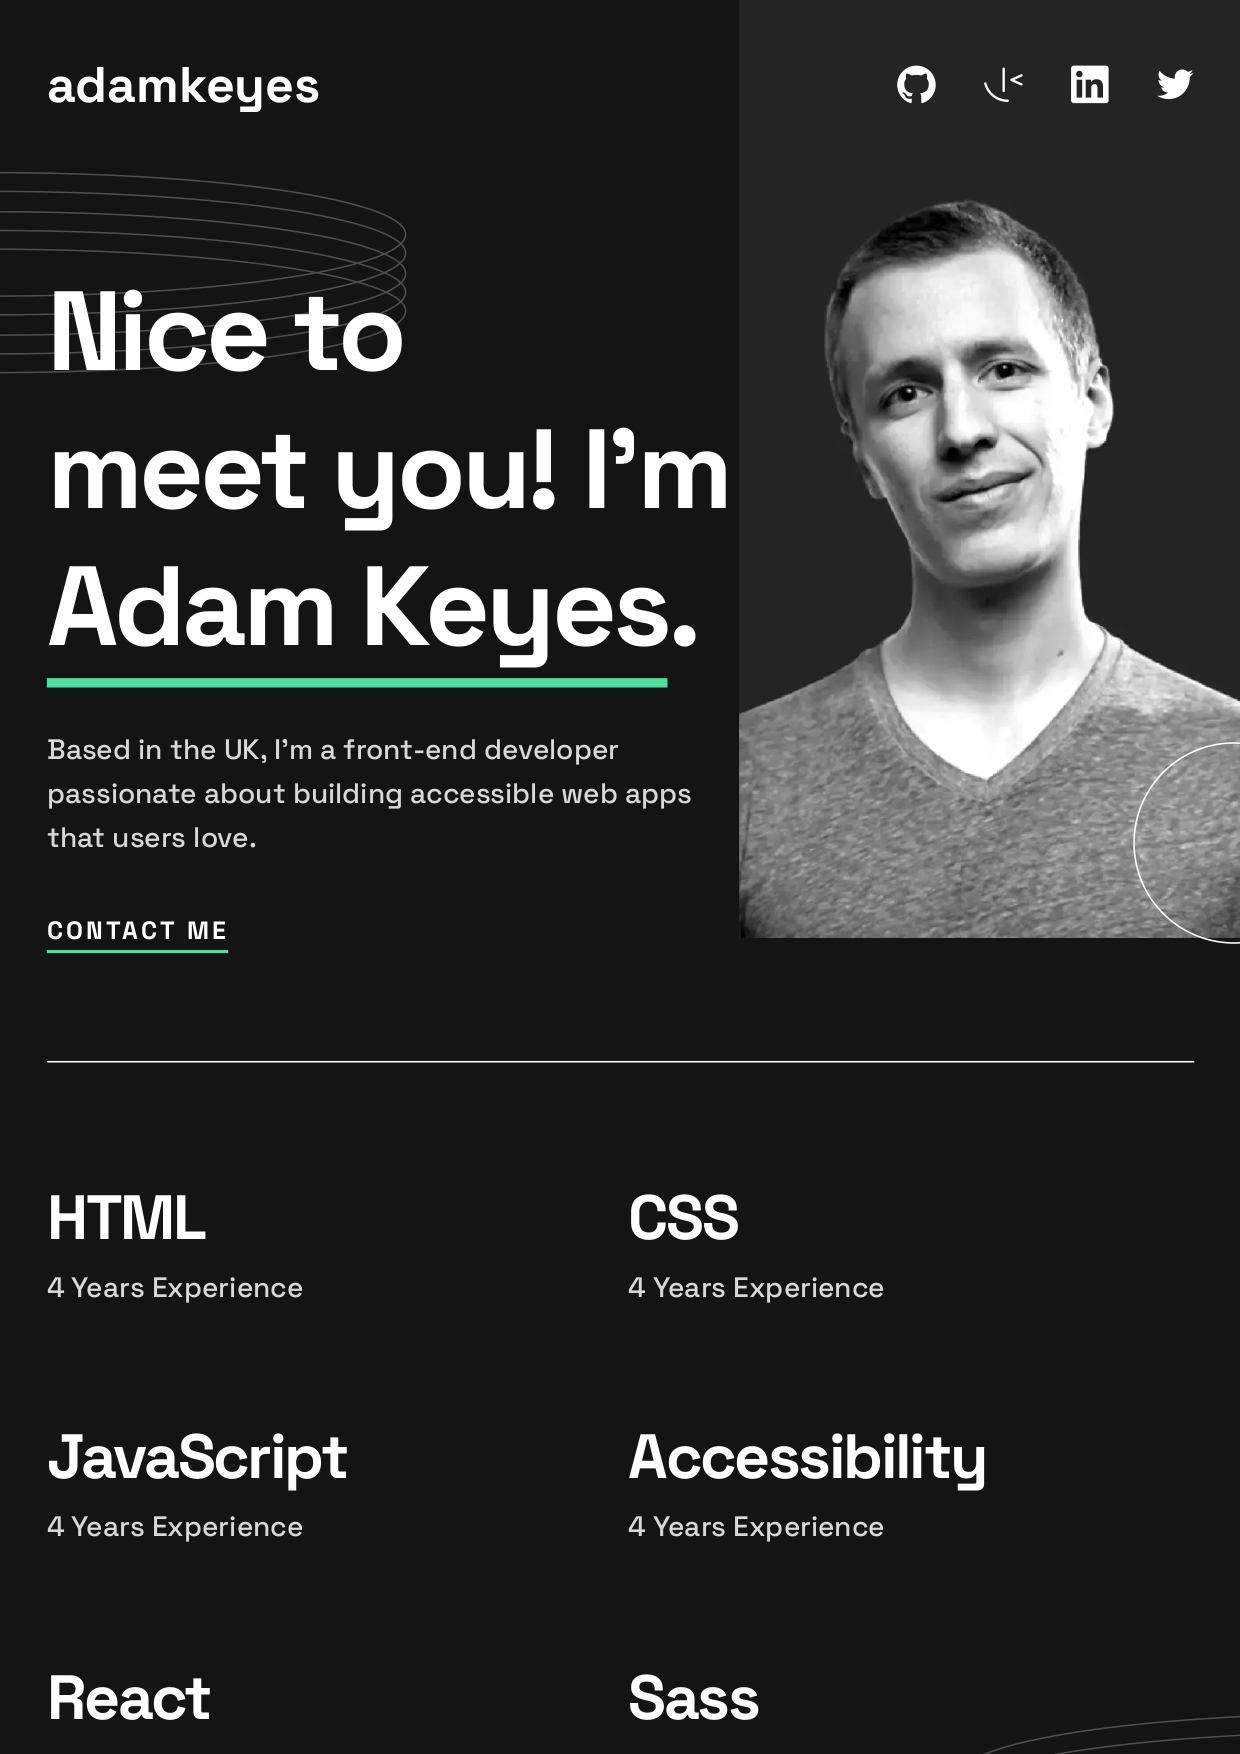 adamkeyes
in
Nice to
meet you! I’m
Adam Keyes.
Based in the UK, I’m a front-end developer
passionate about building accessible web apps
that users love.
CONTACT ME
HTML
CSS
4 Years Experience
4 Years Experience
JavaScript
Accessibility
4 Years Experience
4 Years Experience
React
Sass